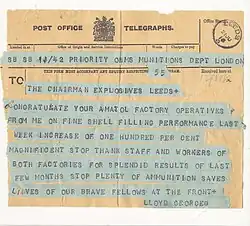 POST OFFICE TELEGRAPHS.
88 SB 11/42 PRIORITY OHMS MUNITIONS DEPT LONDON
55
TO
THE CHAIRMAN EXPLOSIVES LEEDS+
CONGRATULATE YOUR AMATOL FACTORY OPERATIVES
FROM ME ON FINE SHELL FILLING PERFORMANCE LAST
WEEK INCREASE OF ONE HUNDRED PER CENT
MAGNIFICENT STOP THANK STAFF AND WORKERS OF
BOTH FACTORIES FOR SPLENDID RESULTS OF LAST
FEW MONTHS STOP PLENTY OF AMMUNITION SAVES
LIVES OF OUR BRAVE FELLOWS AT THE FRONT+
LLOYD GEORGE+